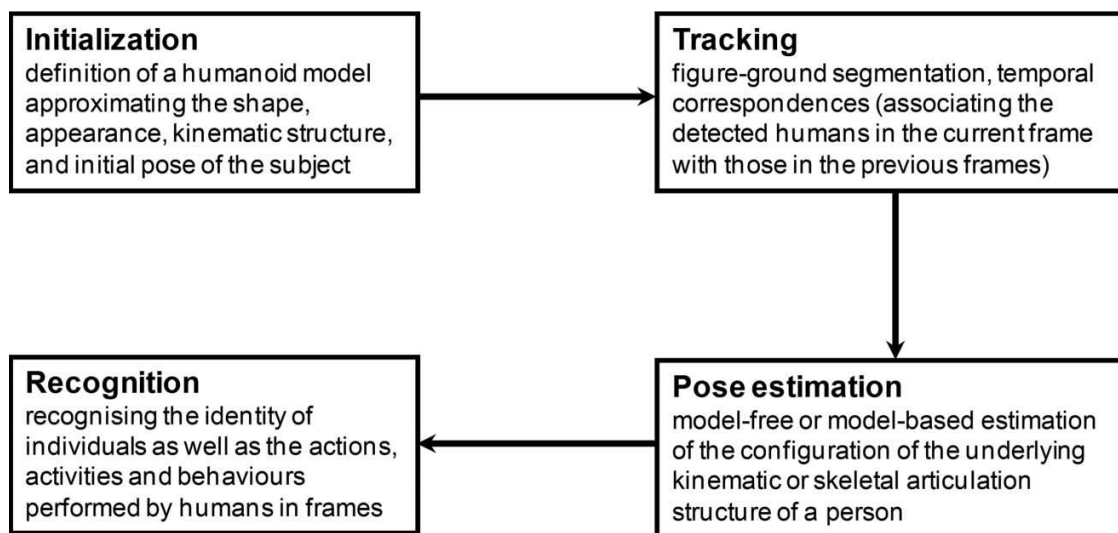 Initialization
definition of a humanoid model
approximating the shape,
appearance, kinematic structure,
and initial pose of the subject
Tracking
figure-ground segmentation, temporal
correspondences (associating the
detected humans in the current frame
with those in the previous frames)
Pose estimation
model-free or model-based estimation
of the configuration of the underlying
kinematic or skeletal articulation
structure of a person
Recognition
recognising the identity of
individuals as well as the actions,
activities and behaviours
performed by humans in frames